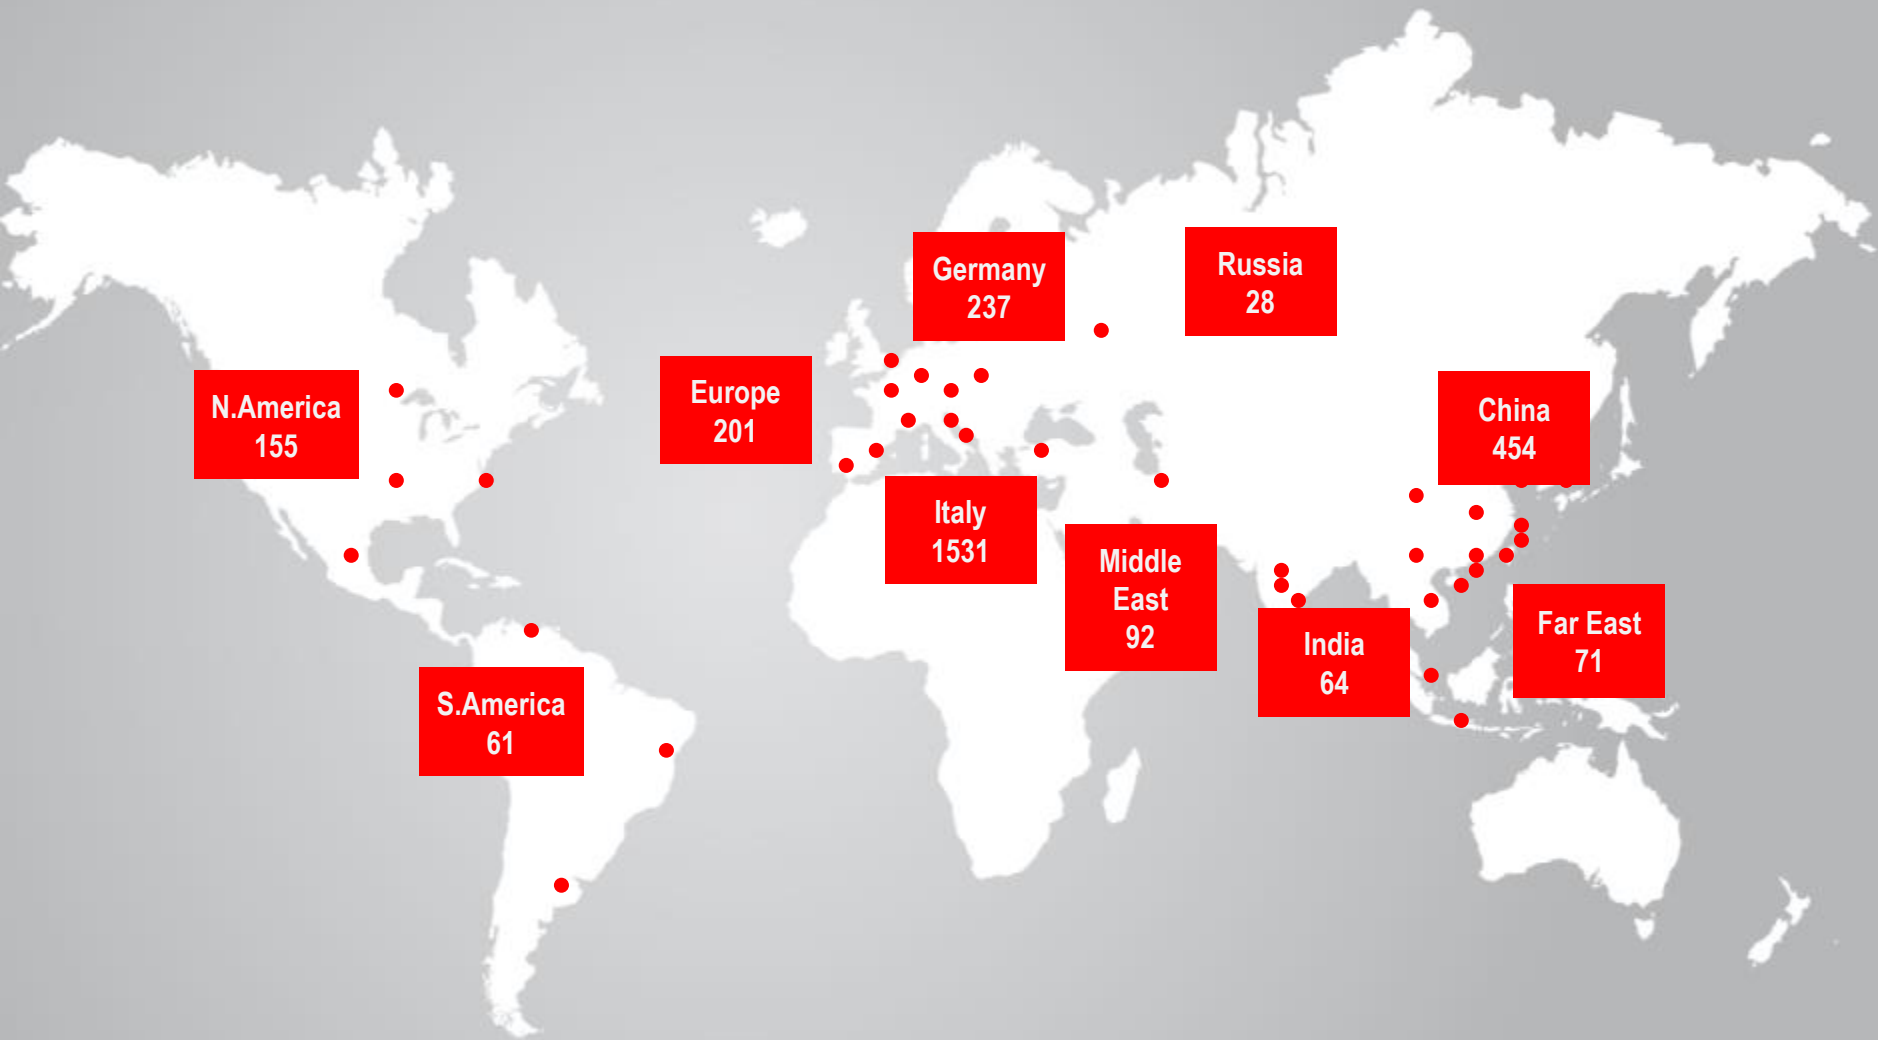 Germany
237
Russia
28
Europe
201
N.America
155
China
454
Italy
1531
Middle
East
92
India
64
Far East
71
S.America
61